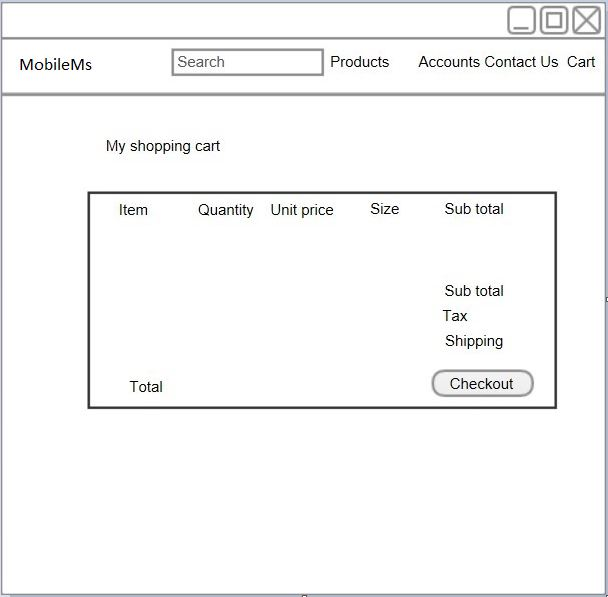 MobileMs Search Products Accounts Contact Us Cart
My shopping cart
Item Quantity Unit price Size Sub total
Sub total
Tax
Shipping
Total Checkout